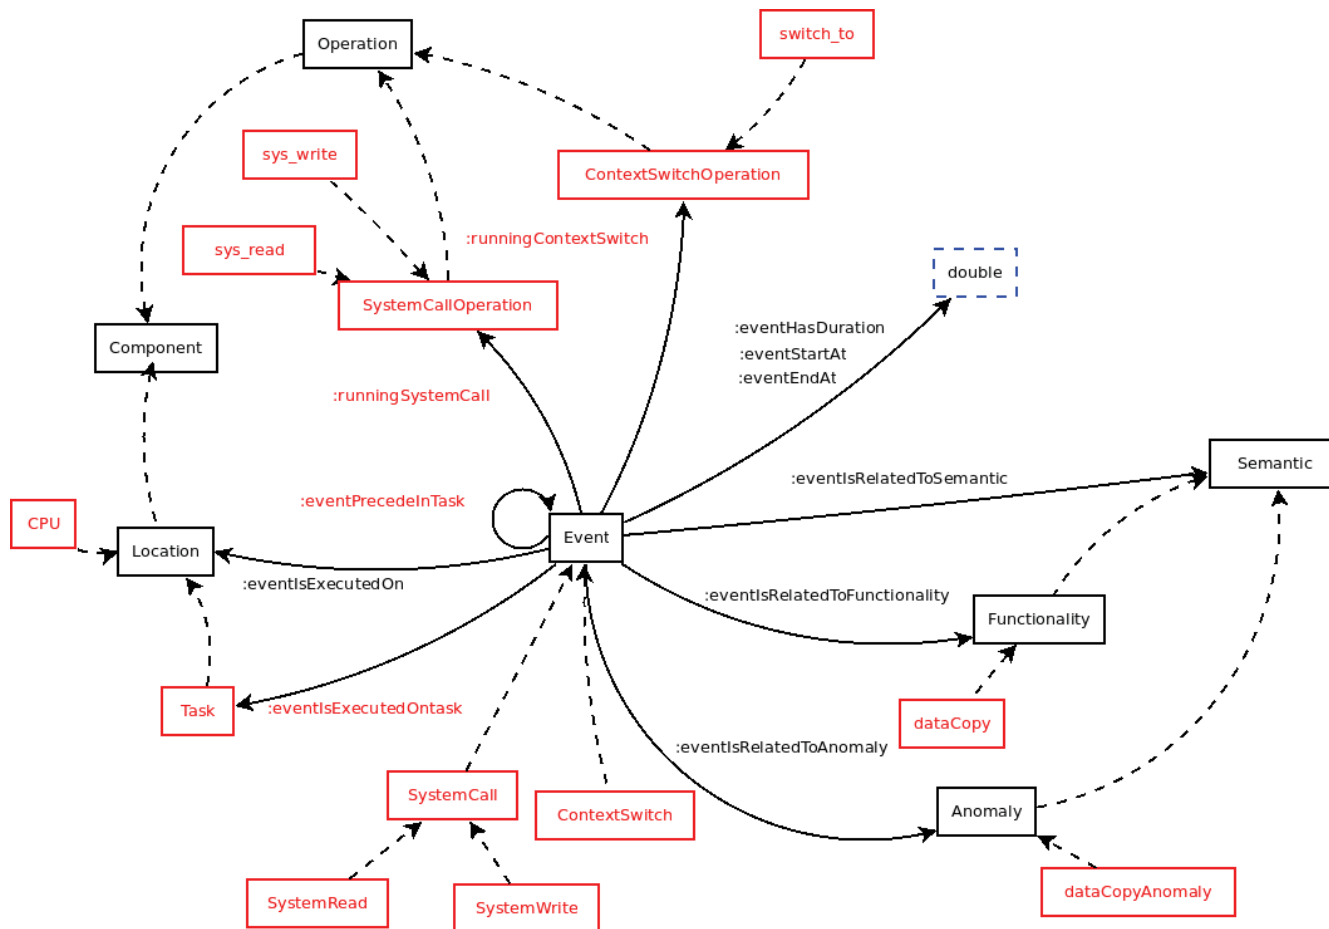 switch_to
Operation
sys_write
ContextSwitchOperation
:runningContextSwitch
sys_read
double
SystemCallOperation
:eventHasDuration
Component
:eventStartAt
:eventEndAt
:runningSystemCall
Semantic
:eventIsRelatedToSemantic
:eventPrecedeInTask
CPU
Event
Location
:eventIsExecutedOn
:eventIsRelatedToFunctionality
Functionality
Task
:eventIsExecutedOntask
dataCopy
:eventIsRelatedToAnomaly
SystemCall
ContextSwitch
Anomaly
dataCopyAnomaly
SystemRead
SystemWrite